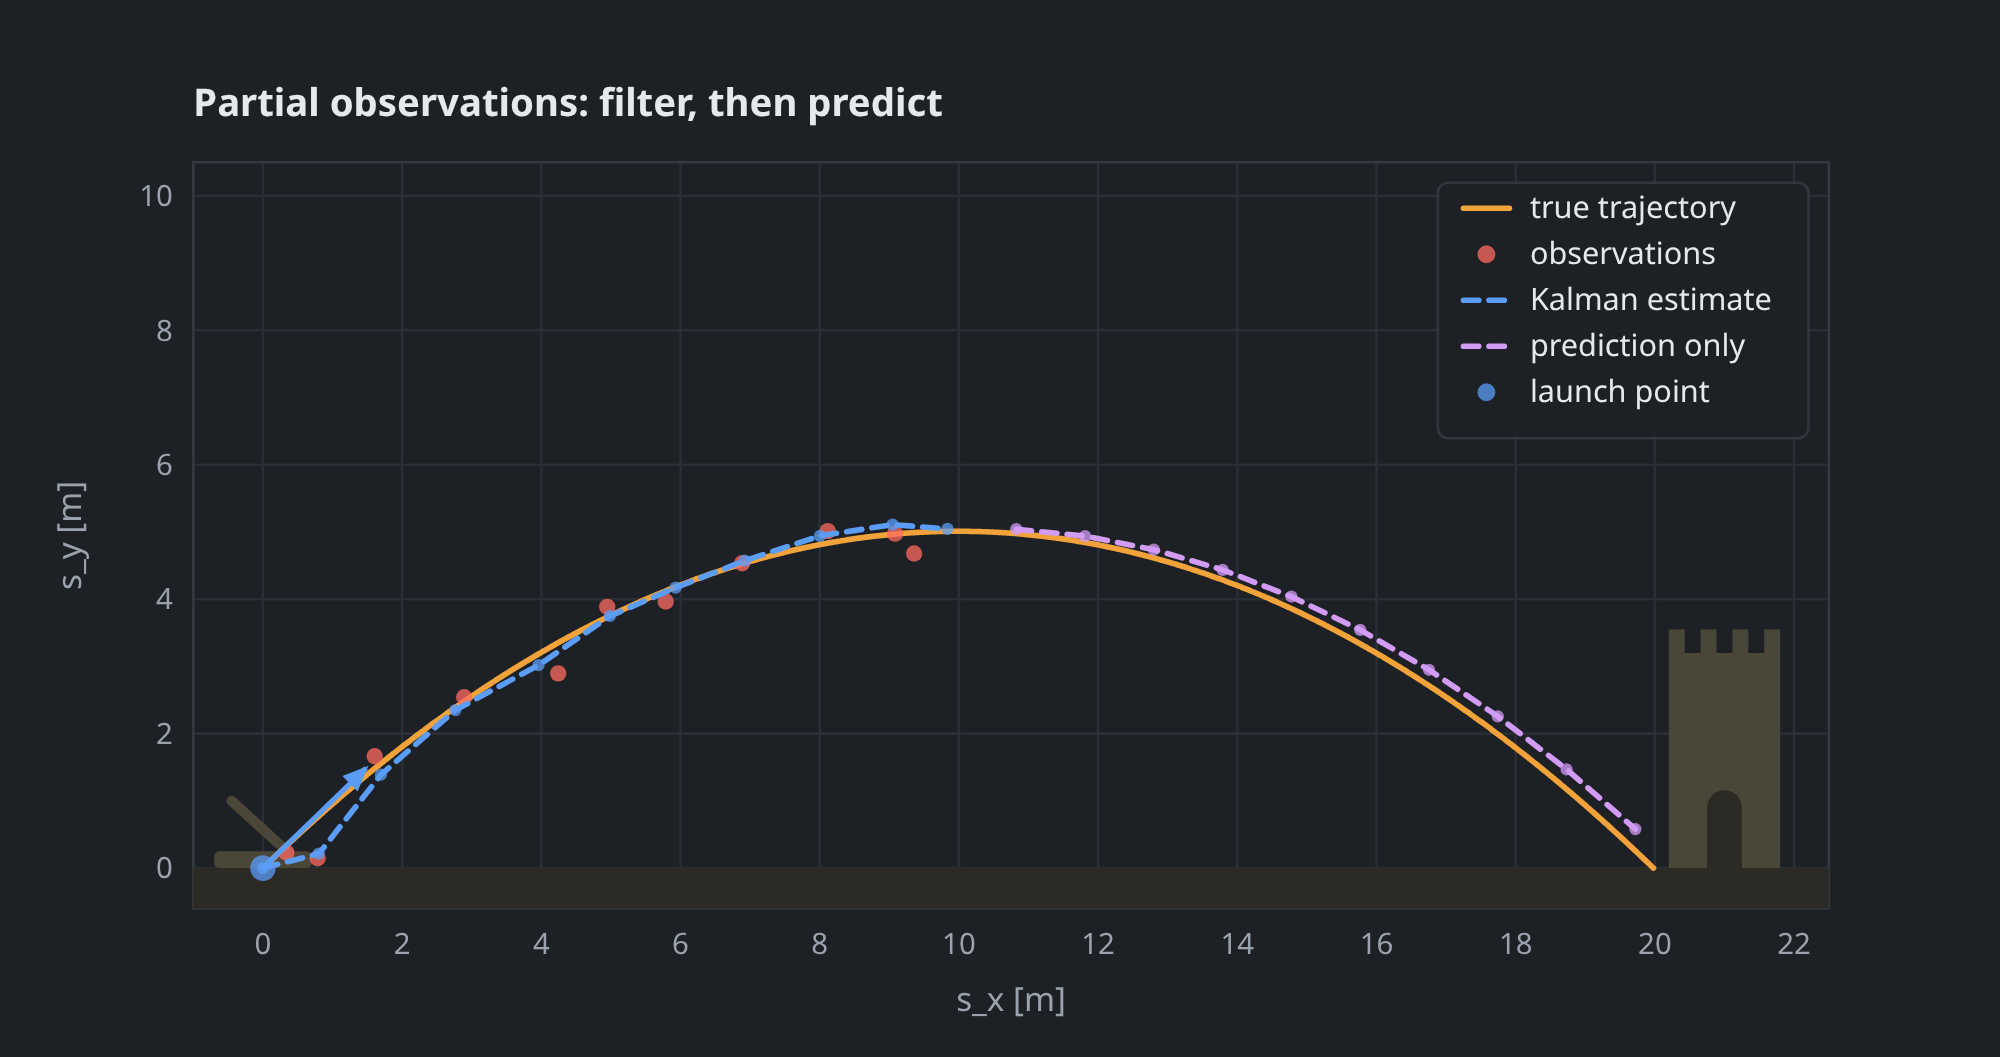 Partial observations: filter, then predict
true trajectory
observations
Kalman estimate
prediction only
launch point
10
8
6
4
2
0
s_y [m]
0 2 4 6 8 10 12 14 16 18 20 22
s_x [m]